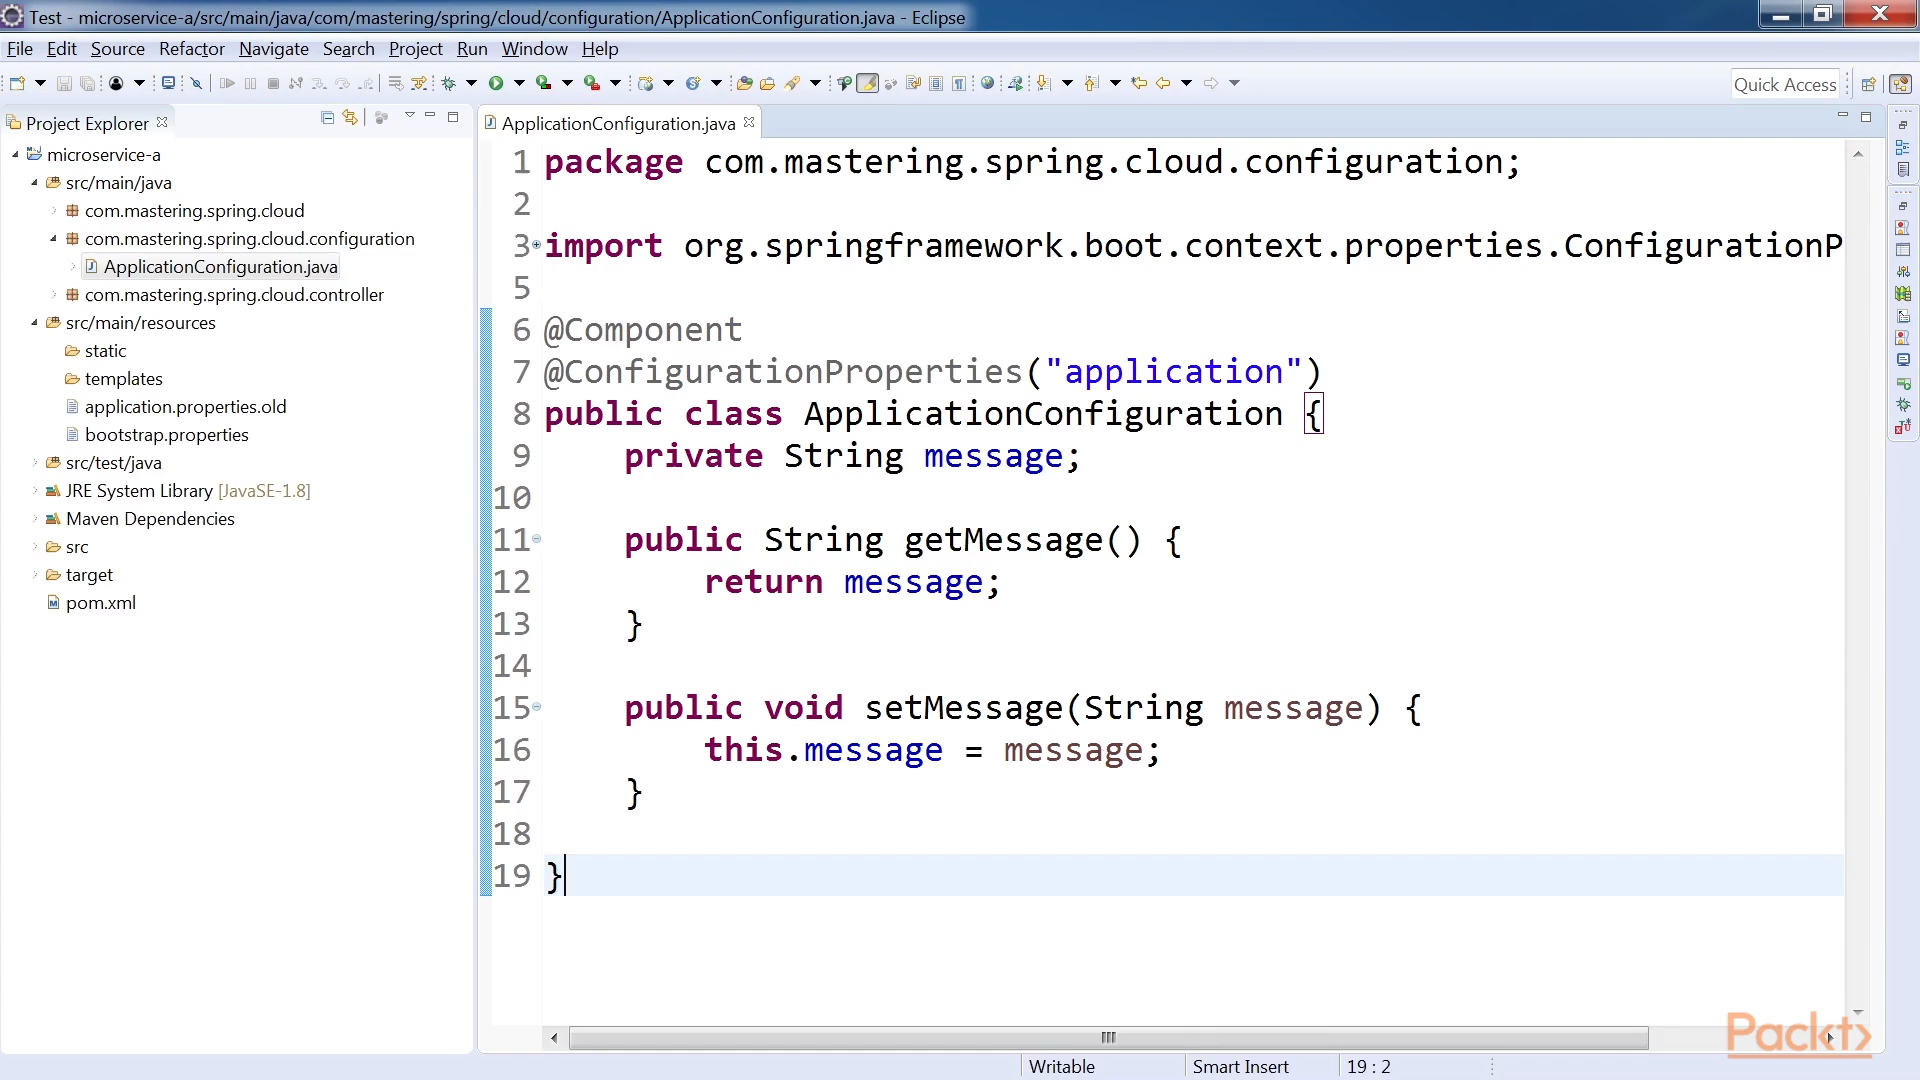 Test - microservice-a/src/main/java/com/mastering/spring/cloud/configuration/ApplicationConfiguration.java - Eclipse
File Edit Source Refactor Navigate Search Project Run Window Help
Quick Access
Project Explorer
microservice-a
src/main/java
com.mastering.spring.cloud
com.mastering.spring.cloud.configuration
ApplicationConfiguration.java
com.mastering.spring.cloud.controller
src/main/resources
static
templates
application.properties.old
bootstrap.properties
src/test/java
JRE System Library [JavaSE-1.8]
Maven Dependencies
src
target
pom.xml
ApplicationConfiguration.java
1 package com.mastering.spring.cloud.configuration;
2
3 import org.springframework.boot.context.properties.ConfigurationP
5
6 @Component
7 @ConfigurationProperties("application")
8 public class ApplicationConfiguration {
9 private String message;
10
11 public String getMessage() {
12 return message;
13 }
14
15 public void setMessage(String message) {
16 this.message = message;
17 }
18
19 }
Packt>
Writable Smart Insert 19 : 2